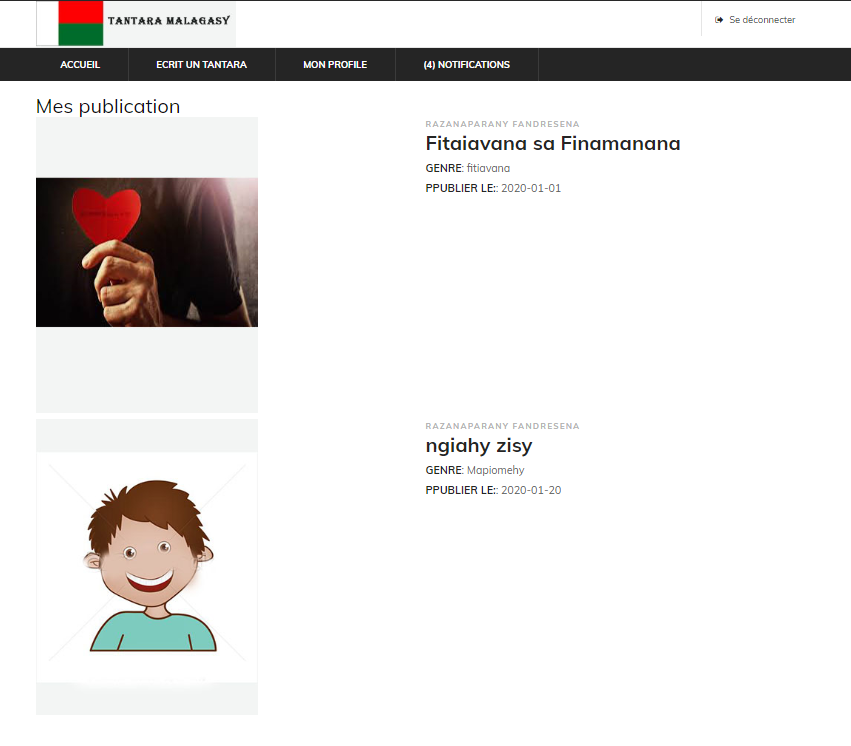 TANTARA MALAGASY
Se déconnecter
ACCUEIL
ECRIT UN TANTARA
MON PROFILE
(4) NOTIFICATIONS
Mes publication
RAZANAPARANY FANDRESENA
Fitaiavana sa Finamanana
GENRE: fitiavana
PPUBLIER LE:: 2020-01-01
RAZANAPARANY FANDRESENA
ngiahy zisy
GENRE: Mapiomehy
PPUBLIER LE:: 2020-01-20